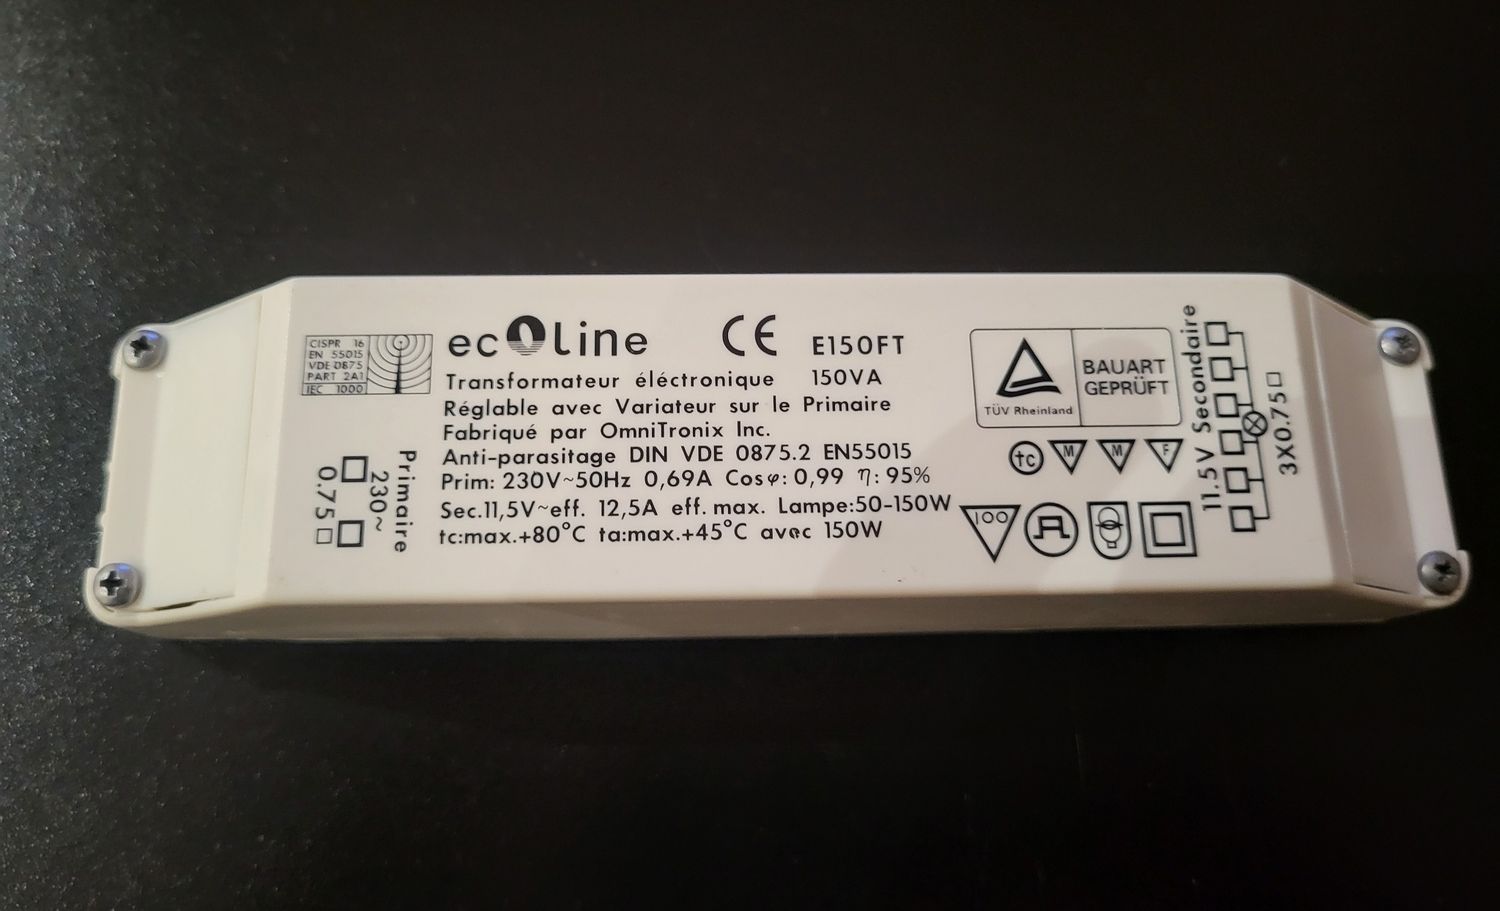 CISPR 16
EN 55015
VDE 0875
PART 2A1
IEC 1000
ecOline CE E150FT
Transformateur éléctronique 150VA
Réglable avec Variateur sur le Primaire
Fabriqué par OmniTronix Inc.
Anti-parasitage DIN VDE 0875.2 EN55015
Prim: 230V~50Hz 0,69A Cosφ: 0,99 η: 95%
Sec.11,5V~eff. 12,5A eff. max. Lampe:50-150W
tc:max.+80°C ta:max.+45°C avec 150W
Primaire
230~
0.75
TÜV Rheinland
BAUART
GEPRÜFT
tc M M F
100
11.5V Secondaire
3X0.75